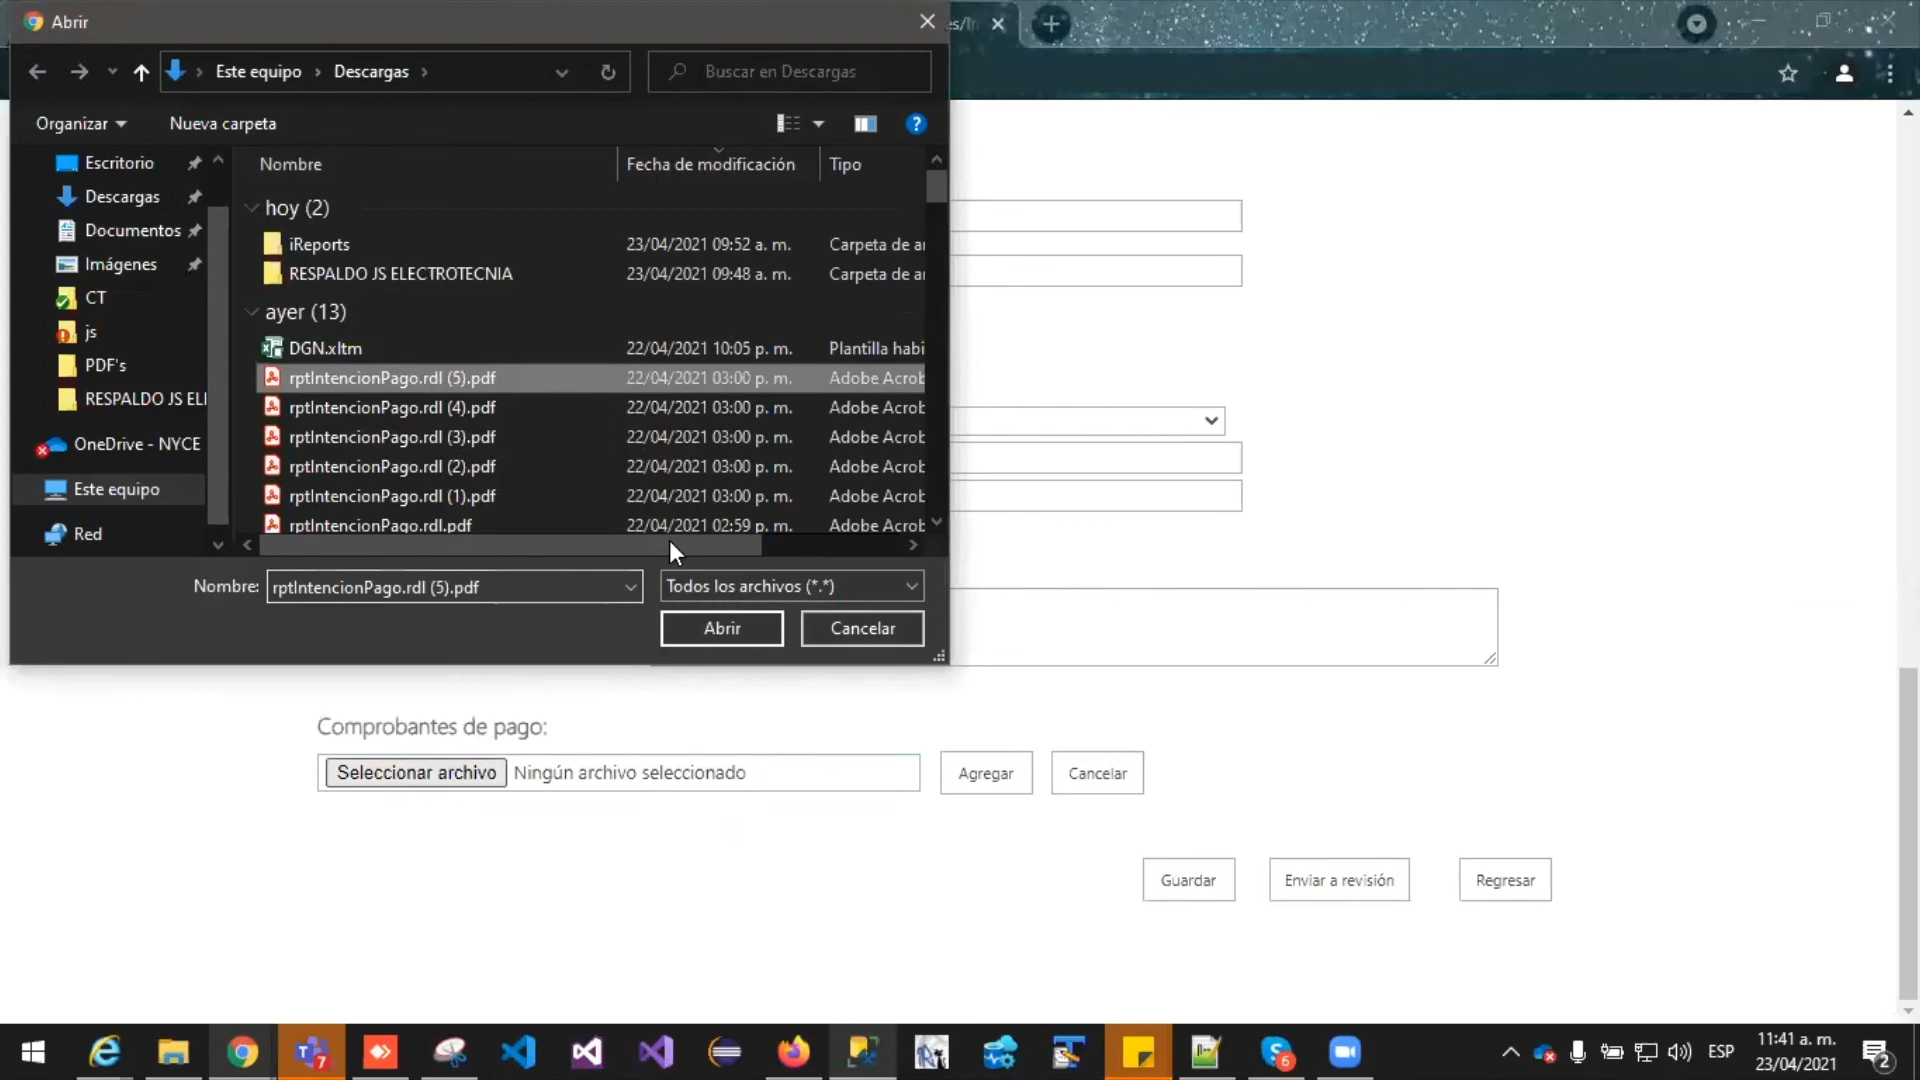 Abrir
es/In
Este equipo > Descargas >
Buscar en Descargas
Organizar
Nueva carpeta
Escritorio
Descargas
Documentos
Imágenes
CT
js
PDF's
RESPALDO JS ELI
OneDrive - NYCE
Este equipo
Red
Nombre Fecha de modificación Tipo
hoy (2)
iReports 23/04/2021 09:52 a. m. Carpeta de ar
RESPALDO JS ELECTROTECNIA 23/04/2021 09:48 a. m. Carpeta de ar
ayer (13)
DGN.xltm 22/04/2021 10:05 p. m. Plantilla habi
rptIntencionPago.rdl (5).pdf 22/04/2021 03:00 p. m. Adobe Acrob
rptIntencionPago.rdl (4).pdf 22/04/2021 03:00 p. m. Adobe Acrob
rptIntencionPago.rdl (3).pdf 22/04/2021 03:00 p. m. Adobe Acrob
rptIntencionPago.rdl (2).pdf 22/04/2021 03:00 p. m. Adobe Acrob
rptIntencionPago.rdl (1).pdf 22/04/2021 03:00 p. m. Adobe Acrob
rptIntencionPago.rdl.pdf 22/04/2021 02:59 p. m. Adobe Acrob
Nombre: rptIntencionPago.rdl (5).pdf Todos los archivos (*.*)
Abrir Cancelar
Comprobantes de pago:
Seleccionar archivo Ningún archivo seleccionado Agregar Cancelar
Guardar Enviar a revisión Regresar
7
6
ESP
11:41 a. m.
23/04/2021
2